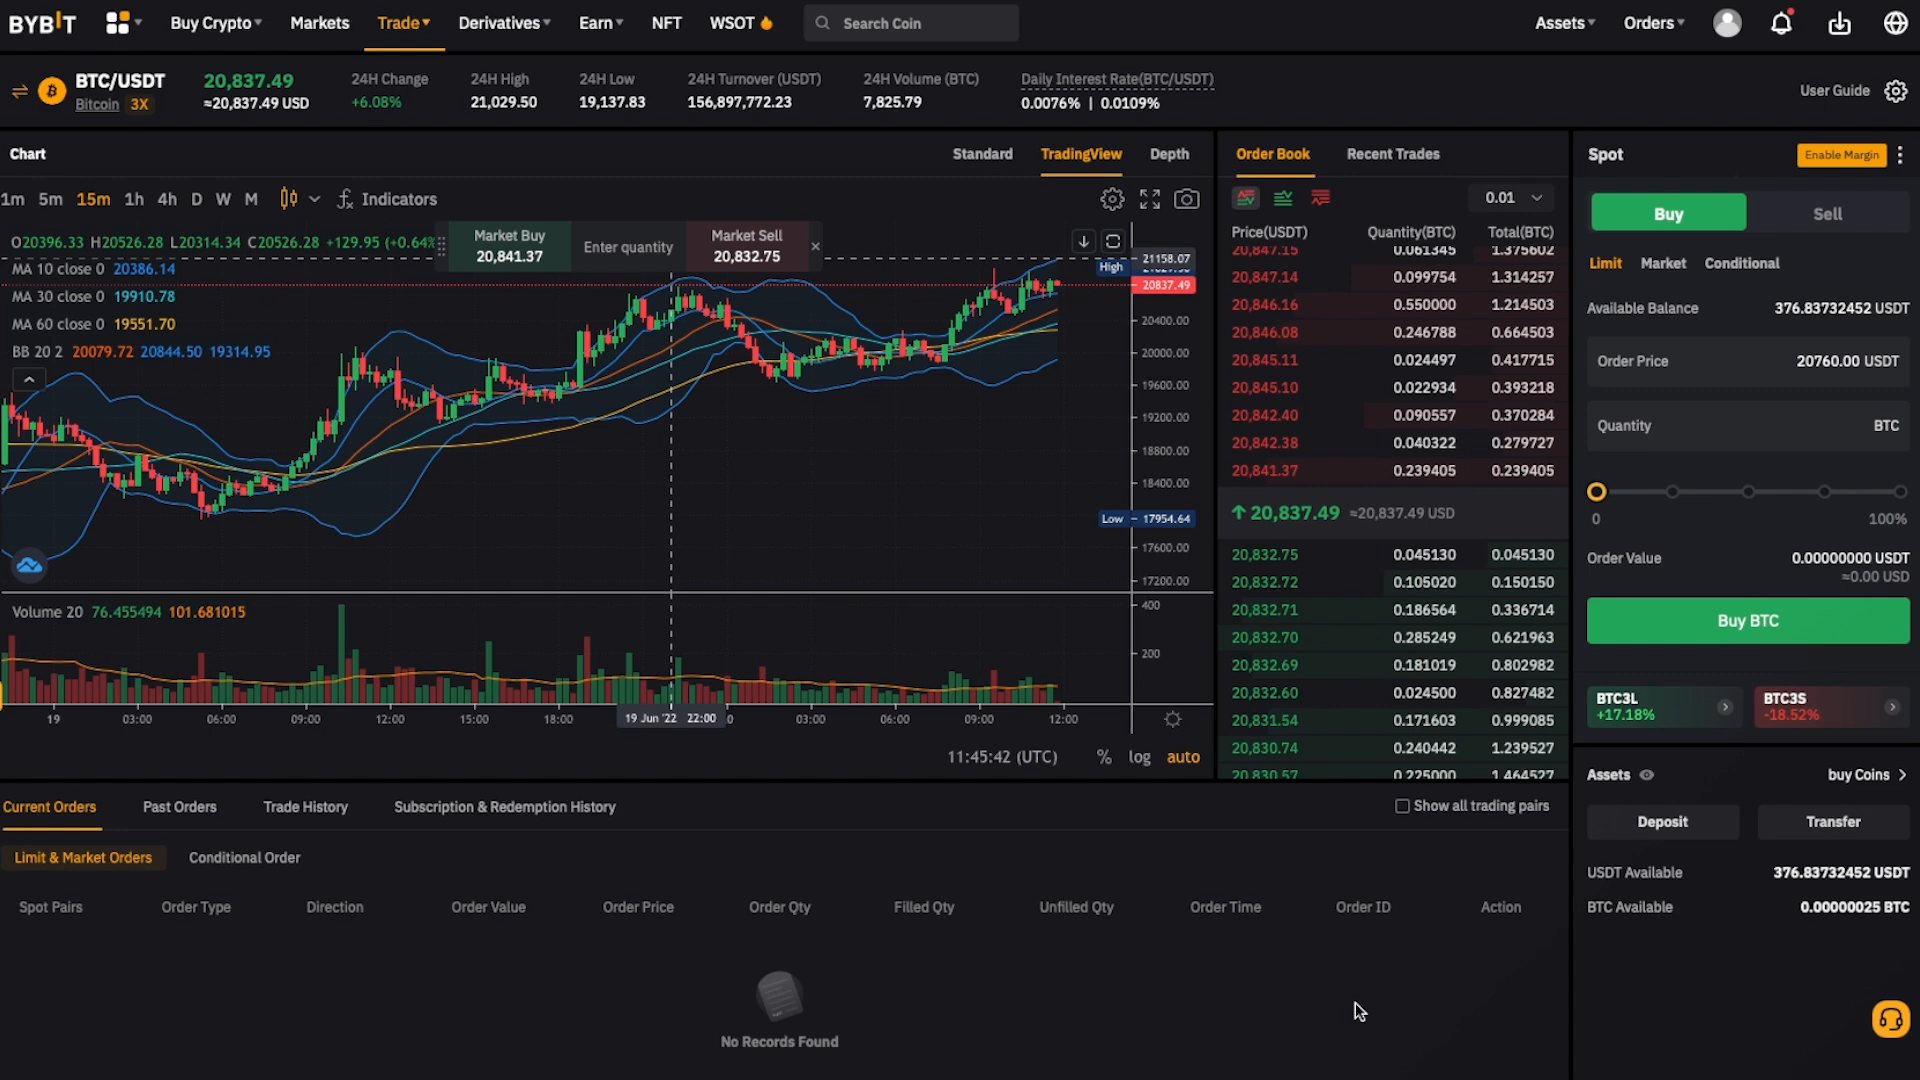 BYBIT
Buy Crypto
Markets
Trade
Derivatives
Earn
NFT
WSOT
Search Coin
Assets
Orders
BTC/USDT
Bitcoin 3X
20,837.49
≈20,837.49 USD
24H Change
+6.08%
24H High
21,029.50
24H Low
19,137.83
24H Turnover (USDT)
156,897,772.23
24H Volume (BTC)
7,825.79
Daily Interest Rate(BTC/USDT)
0.0076% | 0.0109%
User Guide
Chart
Standard
TradingView
Depth
1m 5m 15m 1h 4h D W M
Indicators
O20396.33 H20526.28 L20314.34 C20526.28 +129.95 (+0.64%
Market Buy
20,841.37
Enter quantity
Market Sell
20,832.75
MA 10 close 0 20386.14
MA 30 close 0 19910.78
MA 60 close 0 19551.70
BB 20 2 20079.72 20844.50 19314.95
21158.07
High
20837.49
20400.00
20000.00
19600.00
19200.00
18800.00
18400.00
Low 17954.64
17600.00
17200.00
Volume 20 76.455494 101.681015
400
200
19 03:00 06:00 09:00 12:00 15:00 18:00 19 Jun '22 22:00 03:00 06:00 09:00 12:00
11:45:42 (UTC)
% log auto
Order Book
Recent Trades
0.01
Price(USDT) Quantity(BTC) Total(BTC)
20,847.15 0.061345 1.375602
20,847.14 0.099754 1.314257
20,846.16 0.550000 1.214503
20,846.08 0.246788 0.664503
20,845.11 0.024497 0.417715
20,845.10 0.022934 0.393218
20,842.40 0.090557 0.370284
20,842.38 0.040322 0.279727
20,841.37 0.239405 0.239405
20,837.49 ≈20,837.49 USD
20,832.75 0.045130 0.045130
20,832.72 0.105020 0.150150
20,832.71 0.186564 0.336714
20,832.70 0.285249 0.621963
20,832.69 0.181019 0.802982
20,832.60 0.024500 0.827482
20,831.54 0.171603 0.999085
20,830.74 0.240442 1.239527
20,830.57 0.225000 1.464527
Spot
Enable Margin
Buy
Sell
Limit
Market
Conditional
Available Balance 376.83732452 USDT
Order Price 20760.00 USDT
Quantity BTC
0 100%
Order Value 0.00000000 USDT
≈0.00 USD
Buy BTC
BTC3L
+17.18%
BTC3S
-18.52%
Assets
buy Coins
Deposit
Transfer
USDT Available 376.83732452 USDT
BTC Available 0.00000025 BTC
Current Orders
Past Orders
Trade History
Subscription & Redemption History
Show all trading pairs
Limit & Market Orders
Conditional Order
Spot Pairs
Order Type
Direction
Order Value
Order Price
Order Qty
Filled Qty
Unfilled Qty
Order Time
Order ID
Action
No Records Found